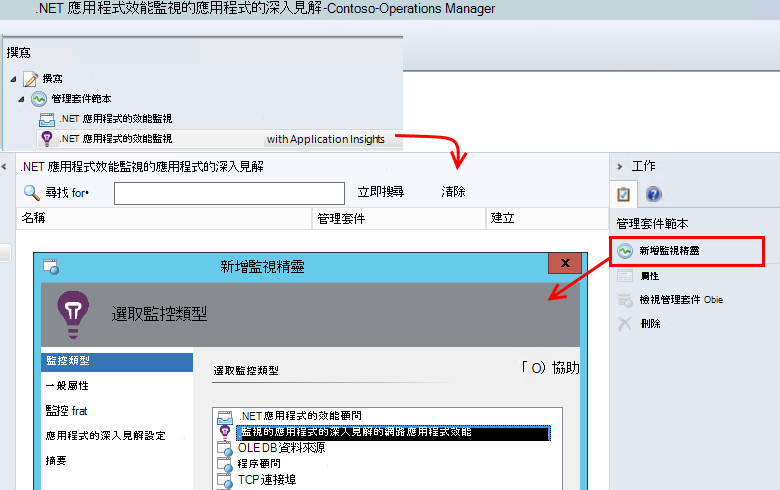 .NET 應用程式效能監視的應用程式的深入見解-Contoso-Operations Manager
撰寫
撰寫
管理套件範本
.NET 應用程式的效能監視
.NET 應用程式的效能監視 with Application Insights
.NET 應用程式效能監視的應用程式的深入見解
尋找 for•
立即搜尋
清除
名稱
管理套件
建立
工作
管理套件範本
新增監視精靈
屬性
檢視管理套件 Obie
刪除
新增監視精靈
x
選取監控類型
監控類型
一般屬性
監控 frat
應用程式的深入見解設定
摘要
選取監控類型
「 O）協助
.NET 應用程式的效能顧問
監視的應用程式的深入見解的網路應用程式效能
OLE DB 資料來源
程序顧問
TCP 連接埠